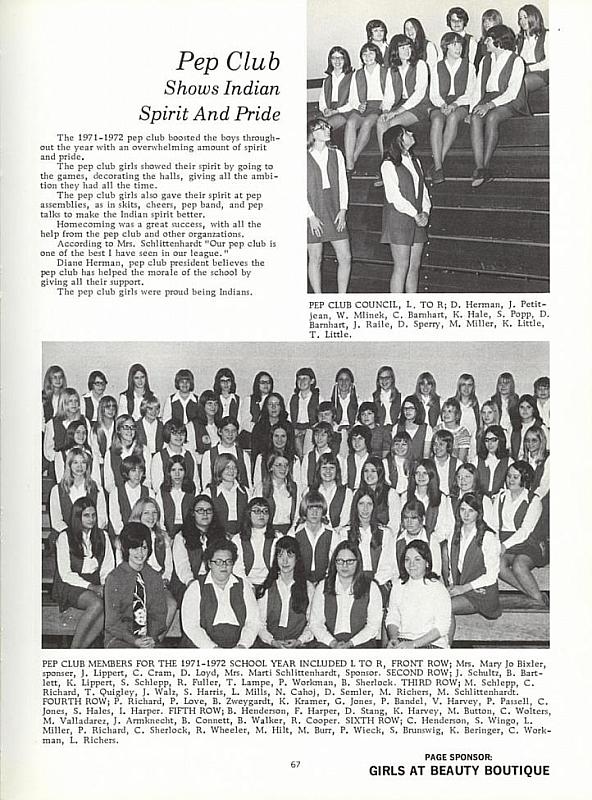 Pep Club
Shows Indian
Spirit And Pride
The 1971-1972 pep club boosted the boys through-
out the year with an overwhelming amount of spirit
and pride.
The pep club girls showed their spirit by going to
the games, decorating the halls, giving all the ambi-
tion they had all the time.
The pep club girls also gave their spirit at pep
assemblies, as in skits, cheers, pep band, and pep
talks to make the Indian spirit better.
Homecoming was a great success, with all the
help from the pep club and other organzations.
According to Mrs. Schlittenhardt "Our pep club is
one of the best I have seen in our league."
Diane Herman, pep club president believes the
pep club has helped the morale of the school by
giving all their support.
The pep club girls were proud being Indians.
PEP CLUB COUNCIL, L. TO R; D. Herman, J. Petit-
jean, W. Mlinek, C. Barnhart, K. Hale, S. Popp, D.
Barnhart, J. Raile, D. Sperry, M. Miller, K. Little,
T. Little.
PEP CLUB MEMBERS FOR THE 1971-1972 SCHOOL YEAR INCLUDED L TO R, FRONT ROW; Mrs. Mary Jo Bixler,
sponser, J. Lippert, C. Cram, D. Loyd, Mrs. Marti Schlittenhardt, Sponsor. SECOND ROW; J. Schultz, B. Bart-
lett, K. Lippert, S. Schlepp, R. Fuller, T. Lampe, P. Workman, B. Sherlock. THIRD ROW; M. Schlepp, C.
Richard, T. Quigley, J. Walz, S. Harris, L. Mills, N. Cahoj, D. Semler, M. Richers, M. Schlittenhardt.
FOURTH ROW; P. Richard, P. Love, B. Zweygardt, K. Kramer, G. Jones, P. Bandel, V. Harvey, P. Passell, C.
Jones, S. Hales, I. Harper. FIFTH ROW; B. Henderson, F. Harper, D. Stang, K. Harvey, M. Button, C. Wolters,
M. Valladarez, J. Armknecht, B. Connett, B. Walker, R. Cooper. SIXTH ROW; C. Henderson, S. Wingo, L.
Miller, P. Richard, C. Sherlock, R. Wheeler, M. Hilt, M. Burr, P. Wieck, S. Brunswig, K. Beringer, C. Work-
man, L. Richers.
67
PAGE SPONSOR:
GIRLS AT BEAUTY BOUTIQUE